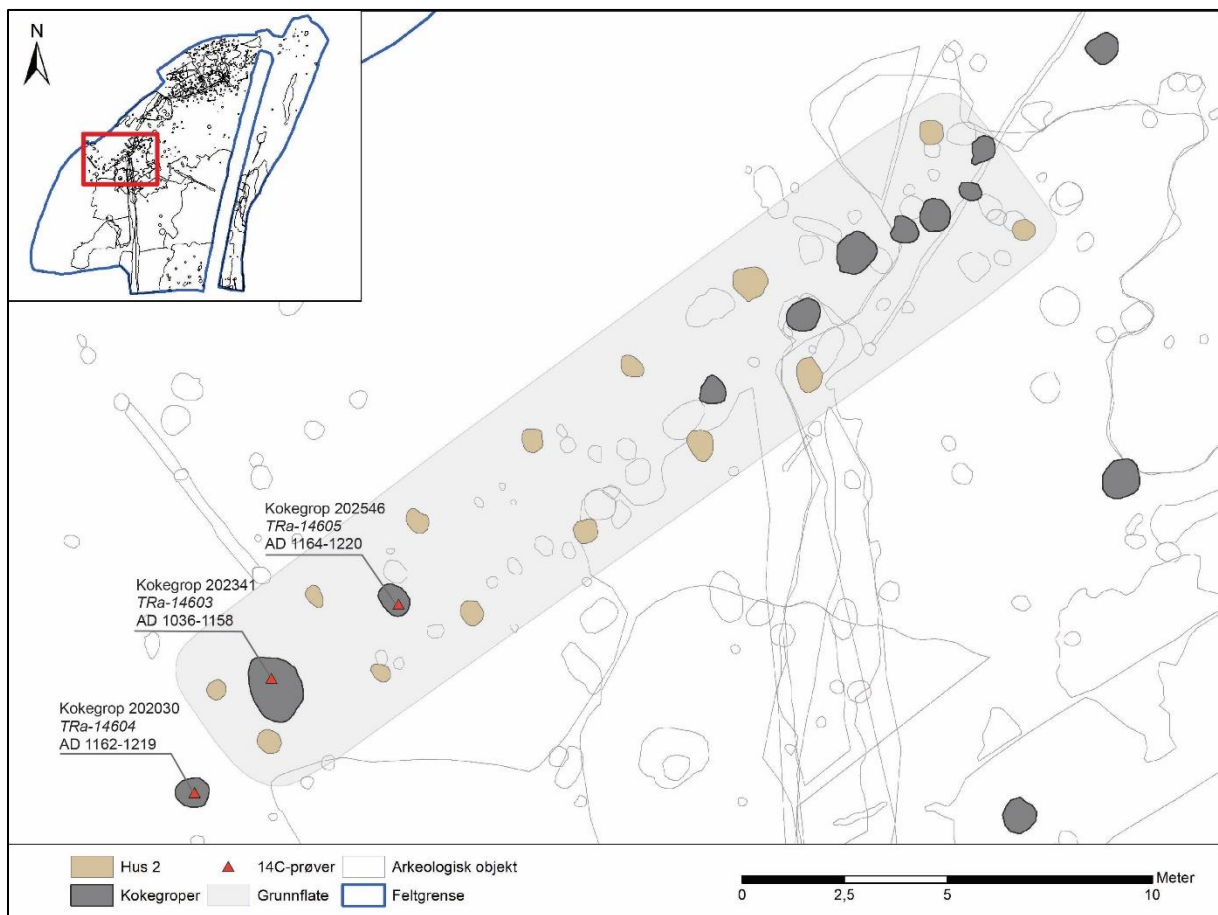 N
Kokegrop 202546
TRa-14605
AD 1164-1220
Kokegrop 202341
TRa-14603
AD 1036-1158
Kokegrop 202030
TRa-14604
AD 1162-1219
Hus 2
14C-prøver
Arkeologisk objekt
Kokegroper
Grunnflate
Feltgrense
Meter
0 2,5 5 10